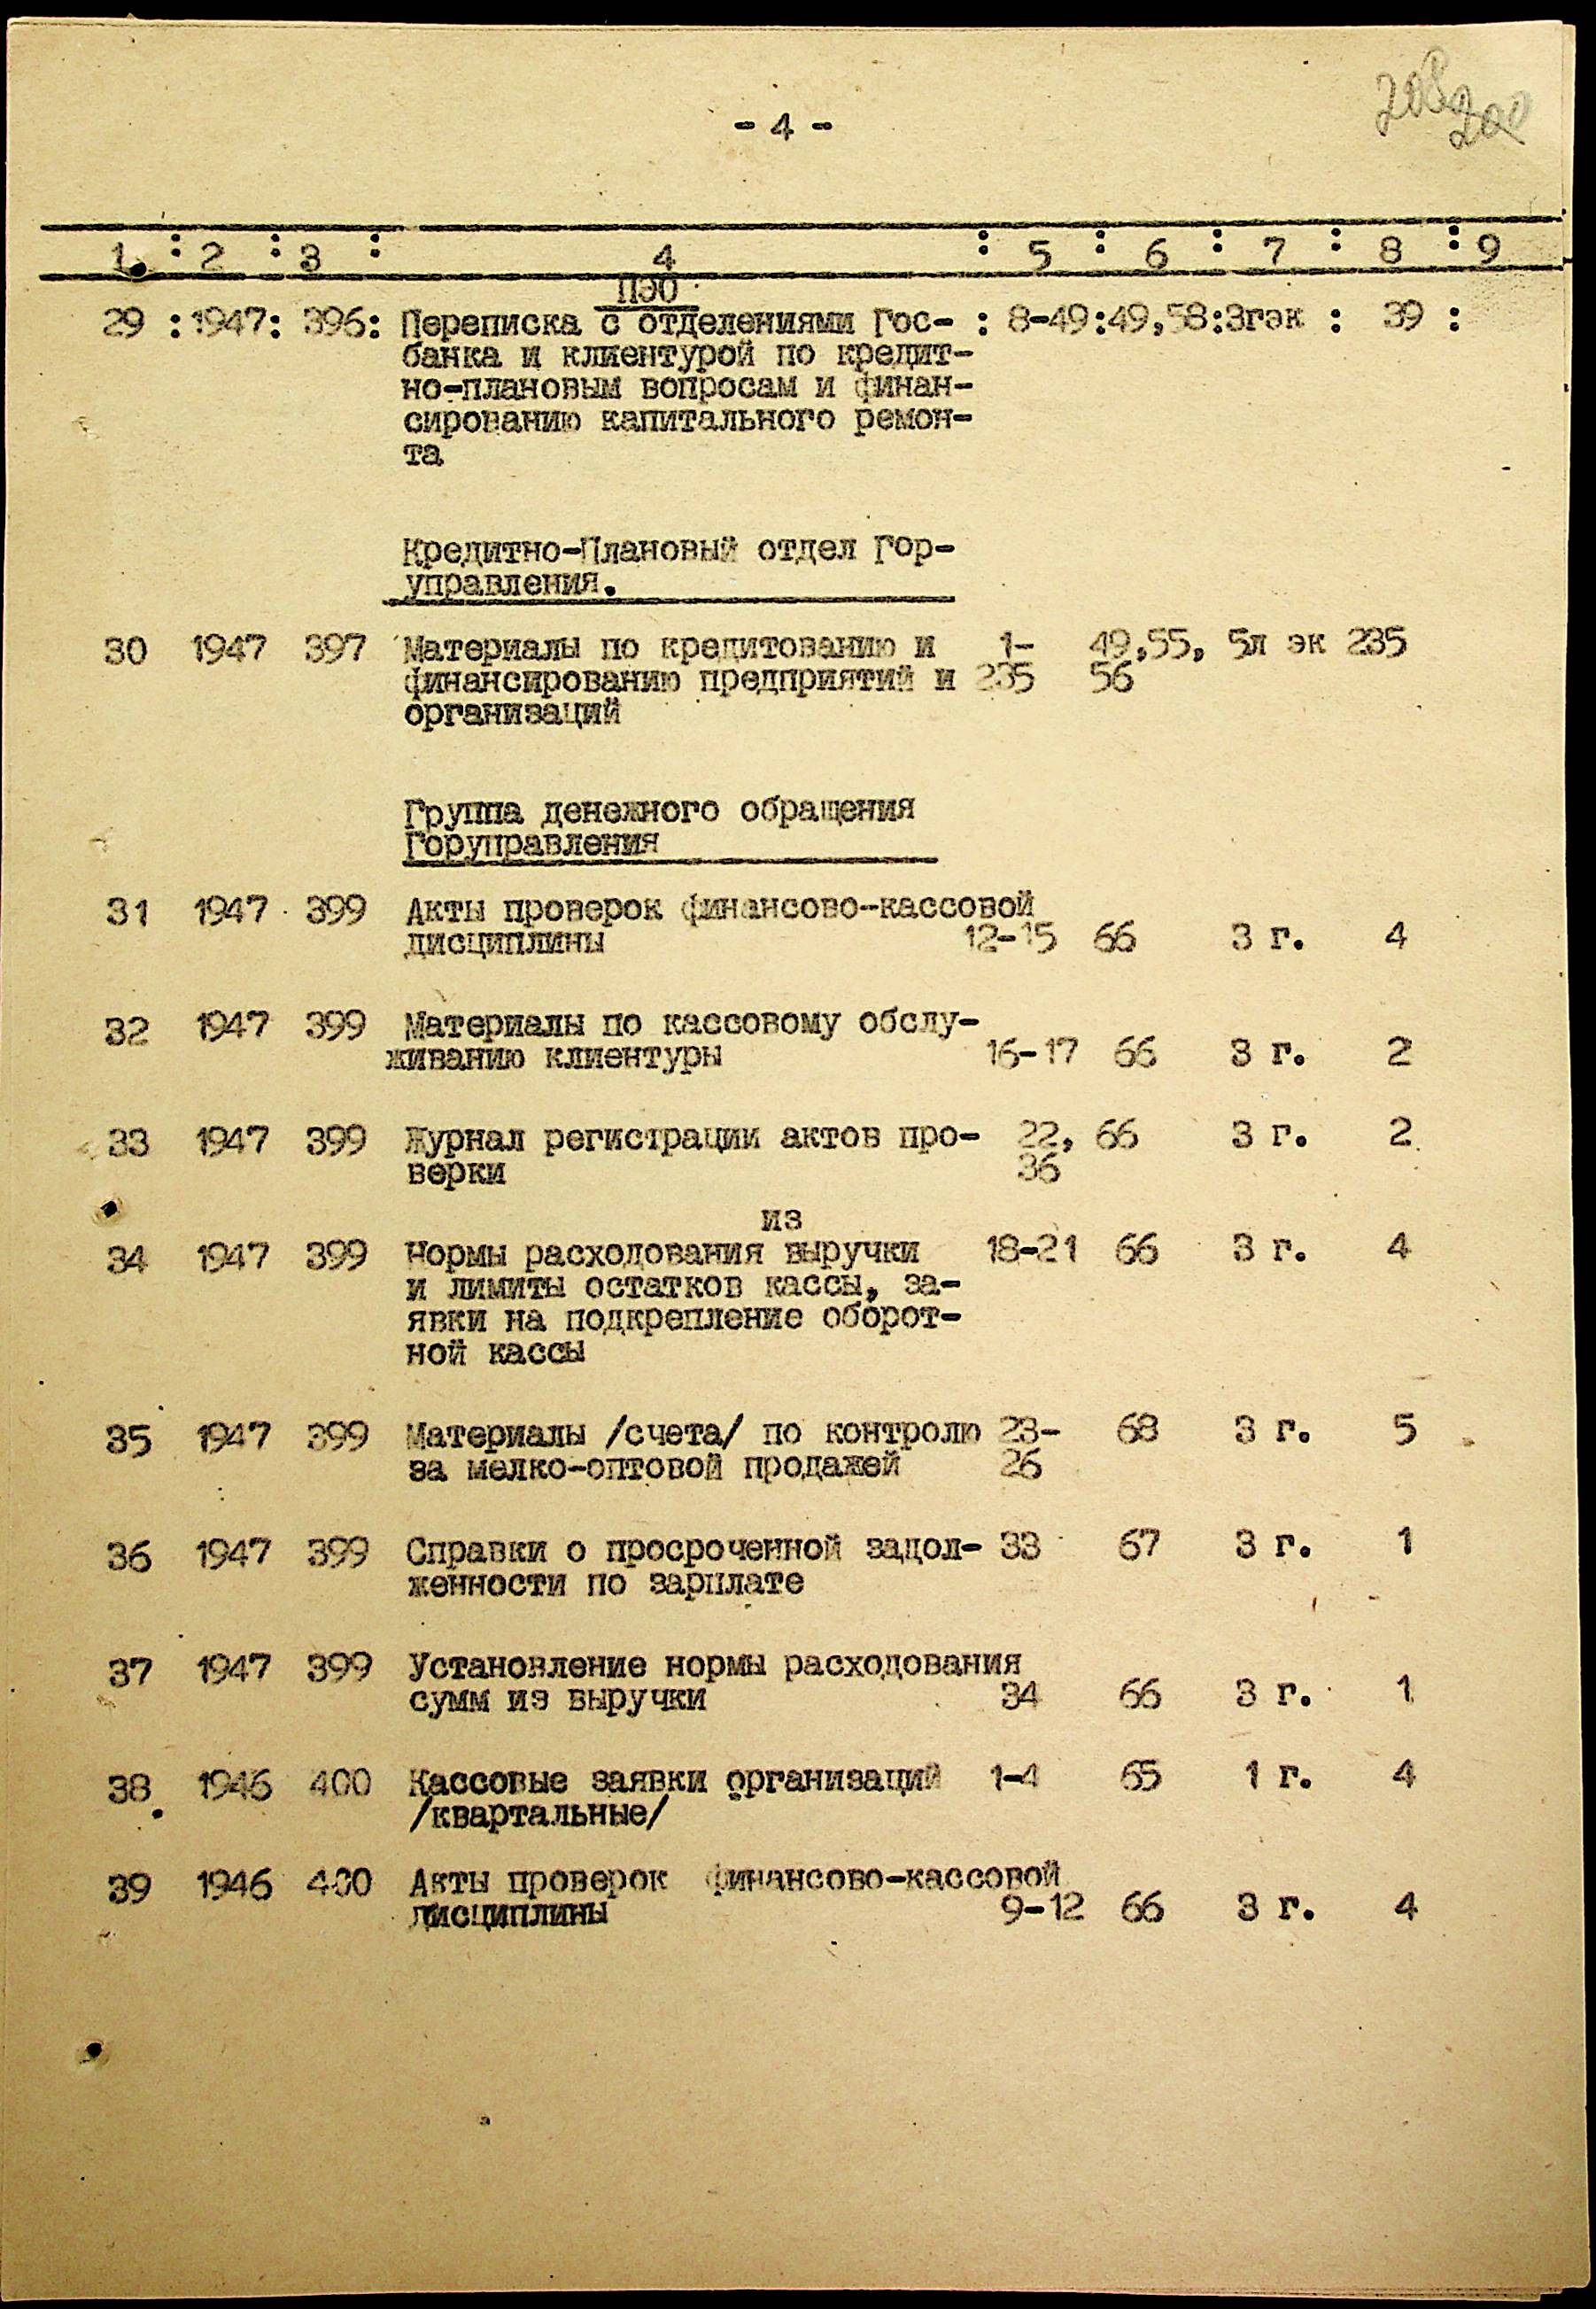 - 4 -
208 200
1. : 2 : 3 : 4 : 5 : 6 : 7 : 8 : 9
ПЭО
29 : 1947: 396: Переписка с отделениями Гос- : 8-49:49,58:3гэк : 39 :
банка и клиентурой по кредит-
но-плановым вопросам и финан-
сированию капитального ремон-
та
Кредитно-Плановый отдел Гор-
управления.
30 1947 397 Материалы по кредитованию и 1- 49,55, 5л эк 235
финансированию предприятий и 235 56
организаций
Группа денежного обращения
Горуправления
31 1947 399 Акты проверок финансово-кассовой
дисциплины 12-15 66 3 г. 4
32 1947 399 Материалы по кассовому обслу-
живанию клиентуры 16-17 66 3 г. 2
33 1947 399 Журнал регистрации актов про- 22, 66 3 г. 2
верки 36
из
34 1947 399 Нормы расходования выручки 18-21 66 3 г. 4
и лимиты остатков кассы, за-
явки на подкрепление оборот-
ной кассы
35 1947 399 Материалы /счета/ по контролю 23- 68 3 г. 5
за мелко-оптовой продажей 26
36 1947 399 Справки о просроченной задол- 33 67 3 г. 1
женности по зарплате
37 1947 399 Установление нормы расходования
сумм из выручки 34 66 3 г. 1
38 1946 400 Кассовые заявки организаций 1-4 65 1 г. 4
/квартальные/
39 1946 400 Акты проверок финансово-кассовой
дисциплины 9-12 66 3 г. 4